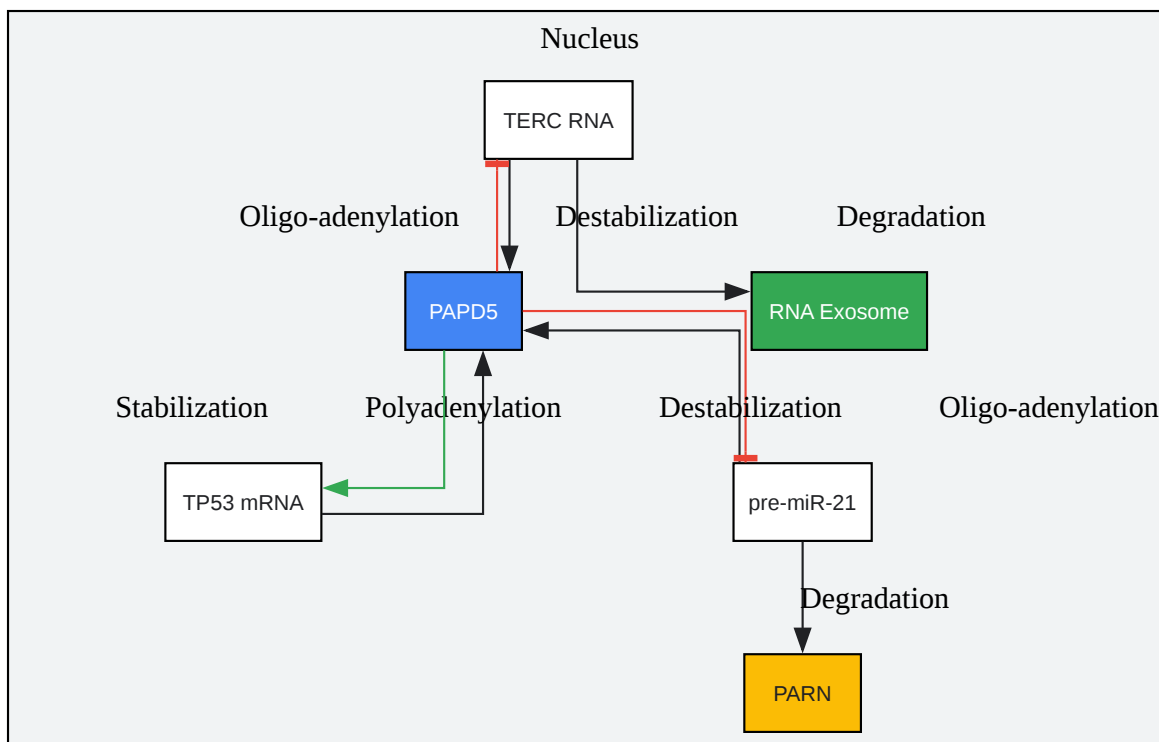 Nucleus
TERC RNA
Oligo-adenylation
Destabilization
Degradation
PAPD5
RNA Exosome
Stabilization
Polyadenylation
Destabilization
Oligo-adenylation
TP53 mRNA
pre-miR-21
Degradation
PARN